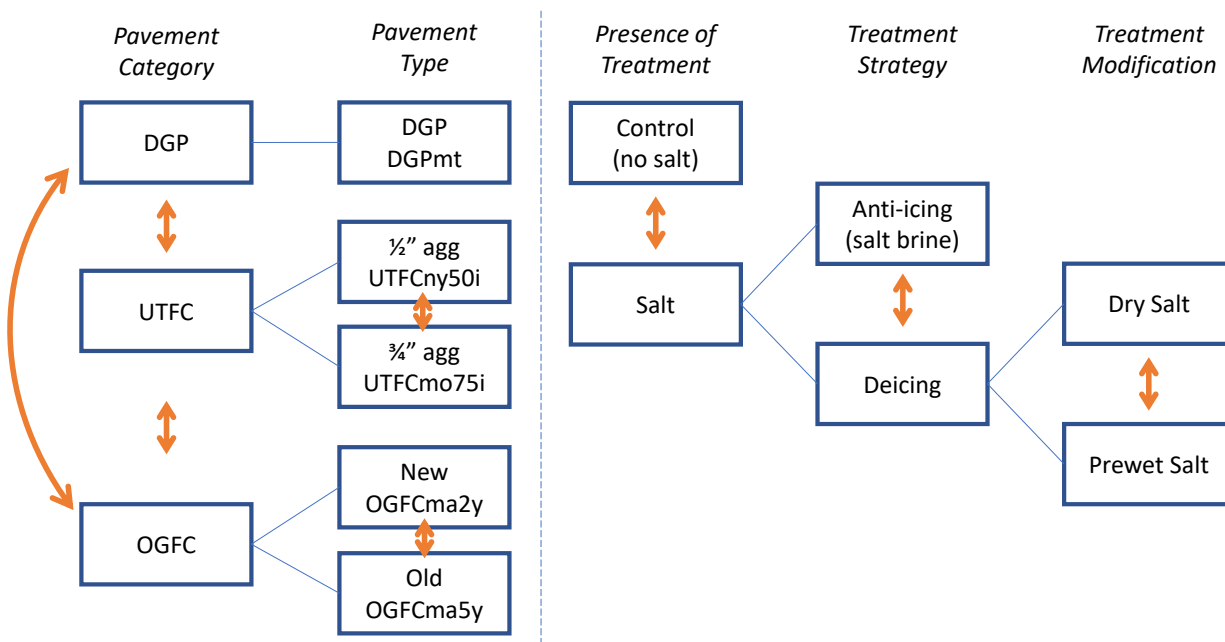 Pavement
Category
Pavement
Type
Presence of
Treatment
Treatment
Strategy
Treatment
Modification
DGP
DGP
DGPmt
Control
(no salt)
UTFC
½” agg
UTFCny50i
¾” agg
UTFCmo75i
Salt
Anti-icing
(salt brine)
Deicing
Dry Salt
Prewet Salt
OGFC
New
OGFCma2y
Old
OGFCma5y